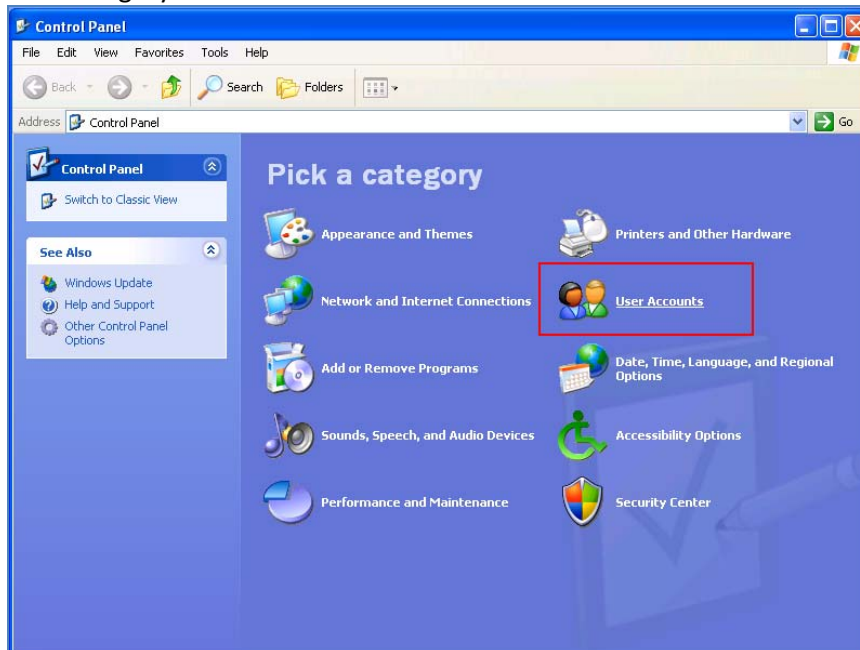 Control Panel
File Edit View Favorites Tools Help
Back Search Folders
Address Control Panel Go
Control Panel
Switch to Classic View
See Also
Windows Update
Help and Support
Other Control Panel
Options
Pick a category
Appearance and Themes
Printers and Other Hardware
Network and Internet Connections
User Accounts
Add or Remove Programs
Date, Time, Language, and Regional
Options
Sounds, Speech, and Audio Devices
Accessibility Options
Performance and Maintenance
Security Center